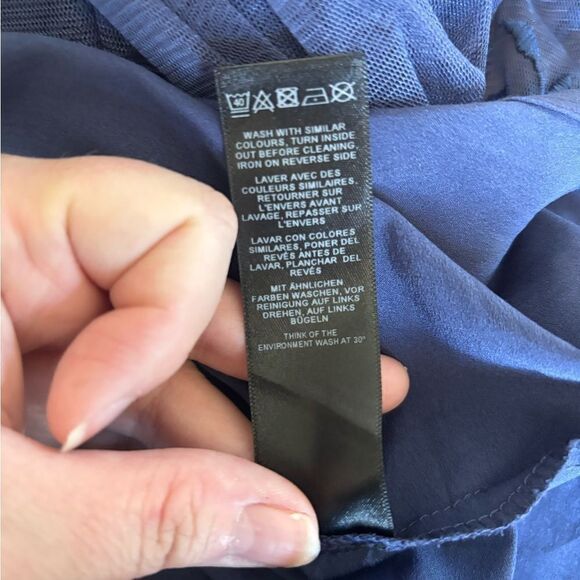 40
WASH WITH SIMILAR
COLOURS, TURN INSIDE
OUT BEFORE CLEANING,
IRON ON REVERSE SIDE
LAVER AVEC DES
COULEURS SIMILAIRES.
RETOURNER SUR
L'ENVERS AVANT
LAVAGE, REPASSER SUR
L'ENVERS
LAVAR CON COLORES
SIMILARES, PONER DEL
REVÉS ANTES DE
LAVAR, PLANCHAR DEL
REVÉS
MIT ÄHNLICHEN
FARBEN WASCHEN, VOR
REINIGUNG AUF LINKS
DREHEN, AUF LINKS
BÜGELN
THINK OF THE
ENVIRONMENT WASH AT 30°